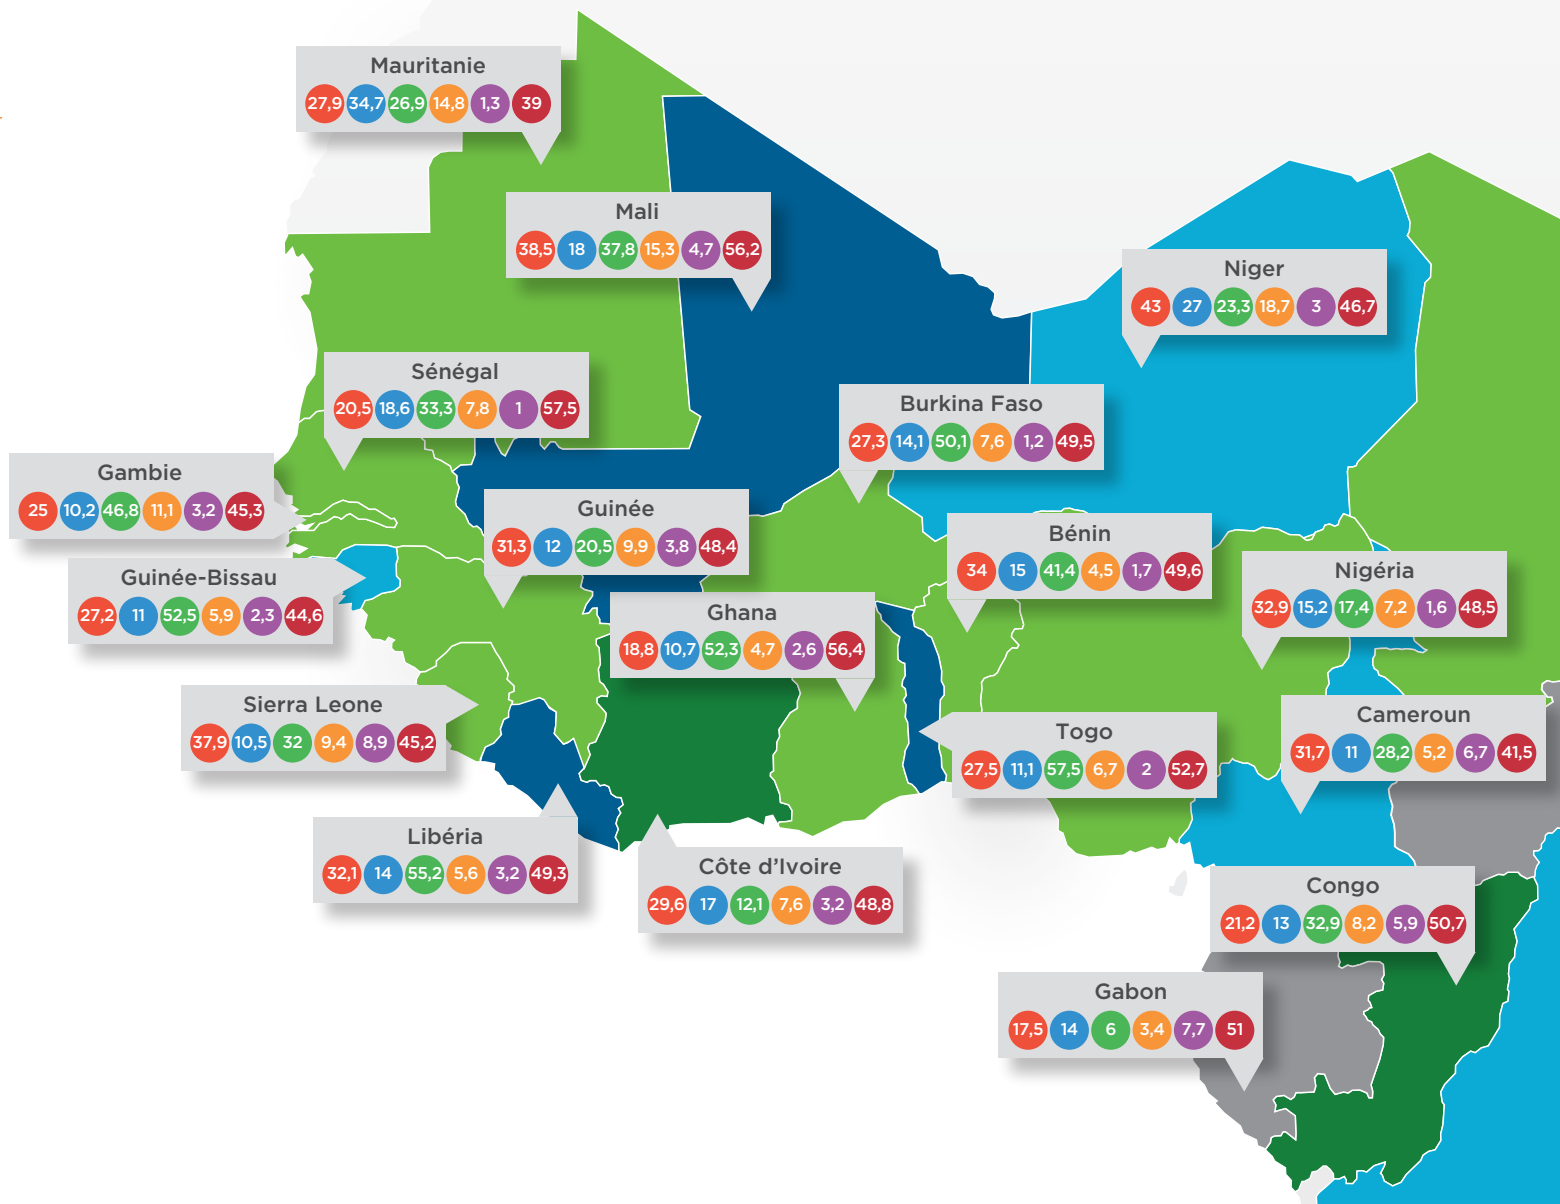 Mauritanie
27,9 34,7 26,9 14,8 1,3 39
Mali
38,5 18 37,8 15,3 4,7 56,2
Niger
43 27 23,3 18,7 3 46,7
Sénégal
20,5 18,6 33,3 7,8 1 57,5
Burkina Faso
27,3 14,1 50,1 7,6 1,2 49,5
Gambie
25 10,2 46,8 11,1 3,2 45,3
Guinée
31,3 12 20,5 9,9 3,8 48,4
Bénin
34 15 41,4 4,5 1,7 49,6
Nigéria
32,9 15,2 17,4 7,2 1,6 48,5
Guinée-Bissau
27,2 11 52,5 5,9 2,3 44,6
Ghana
18,8 10,7 52,3 4,7 2,6 56,4
Sierra Leone
37,9 10,5 32 9,4 8,9 45,2
Togo
27,5 11,1 57,5 6,7 2 52,7
Cameroun
31,7 11 28,2 5,2 6,7 41,5
Libéria
32,1 14 55,2 5,6 3,2 49,3
Côte d'Ivoire
29,6 17 12,1 7,6 3,2 48,8
Congo
21,2 13 32,9 8,2 5,9 50,7
Gabon
17,5 14 6 3,4 7,7 51